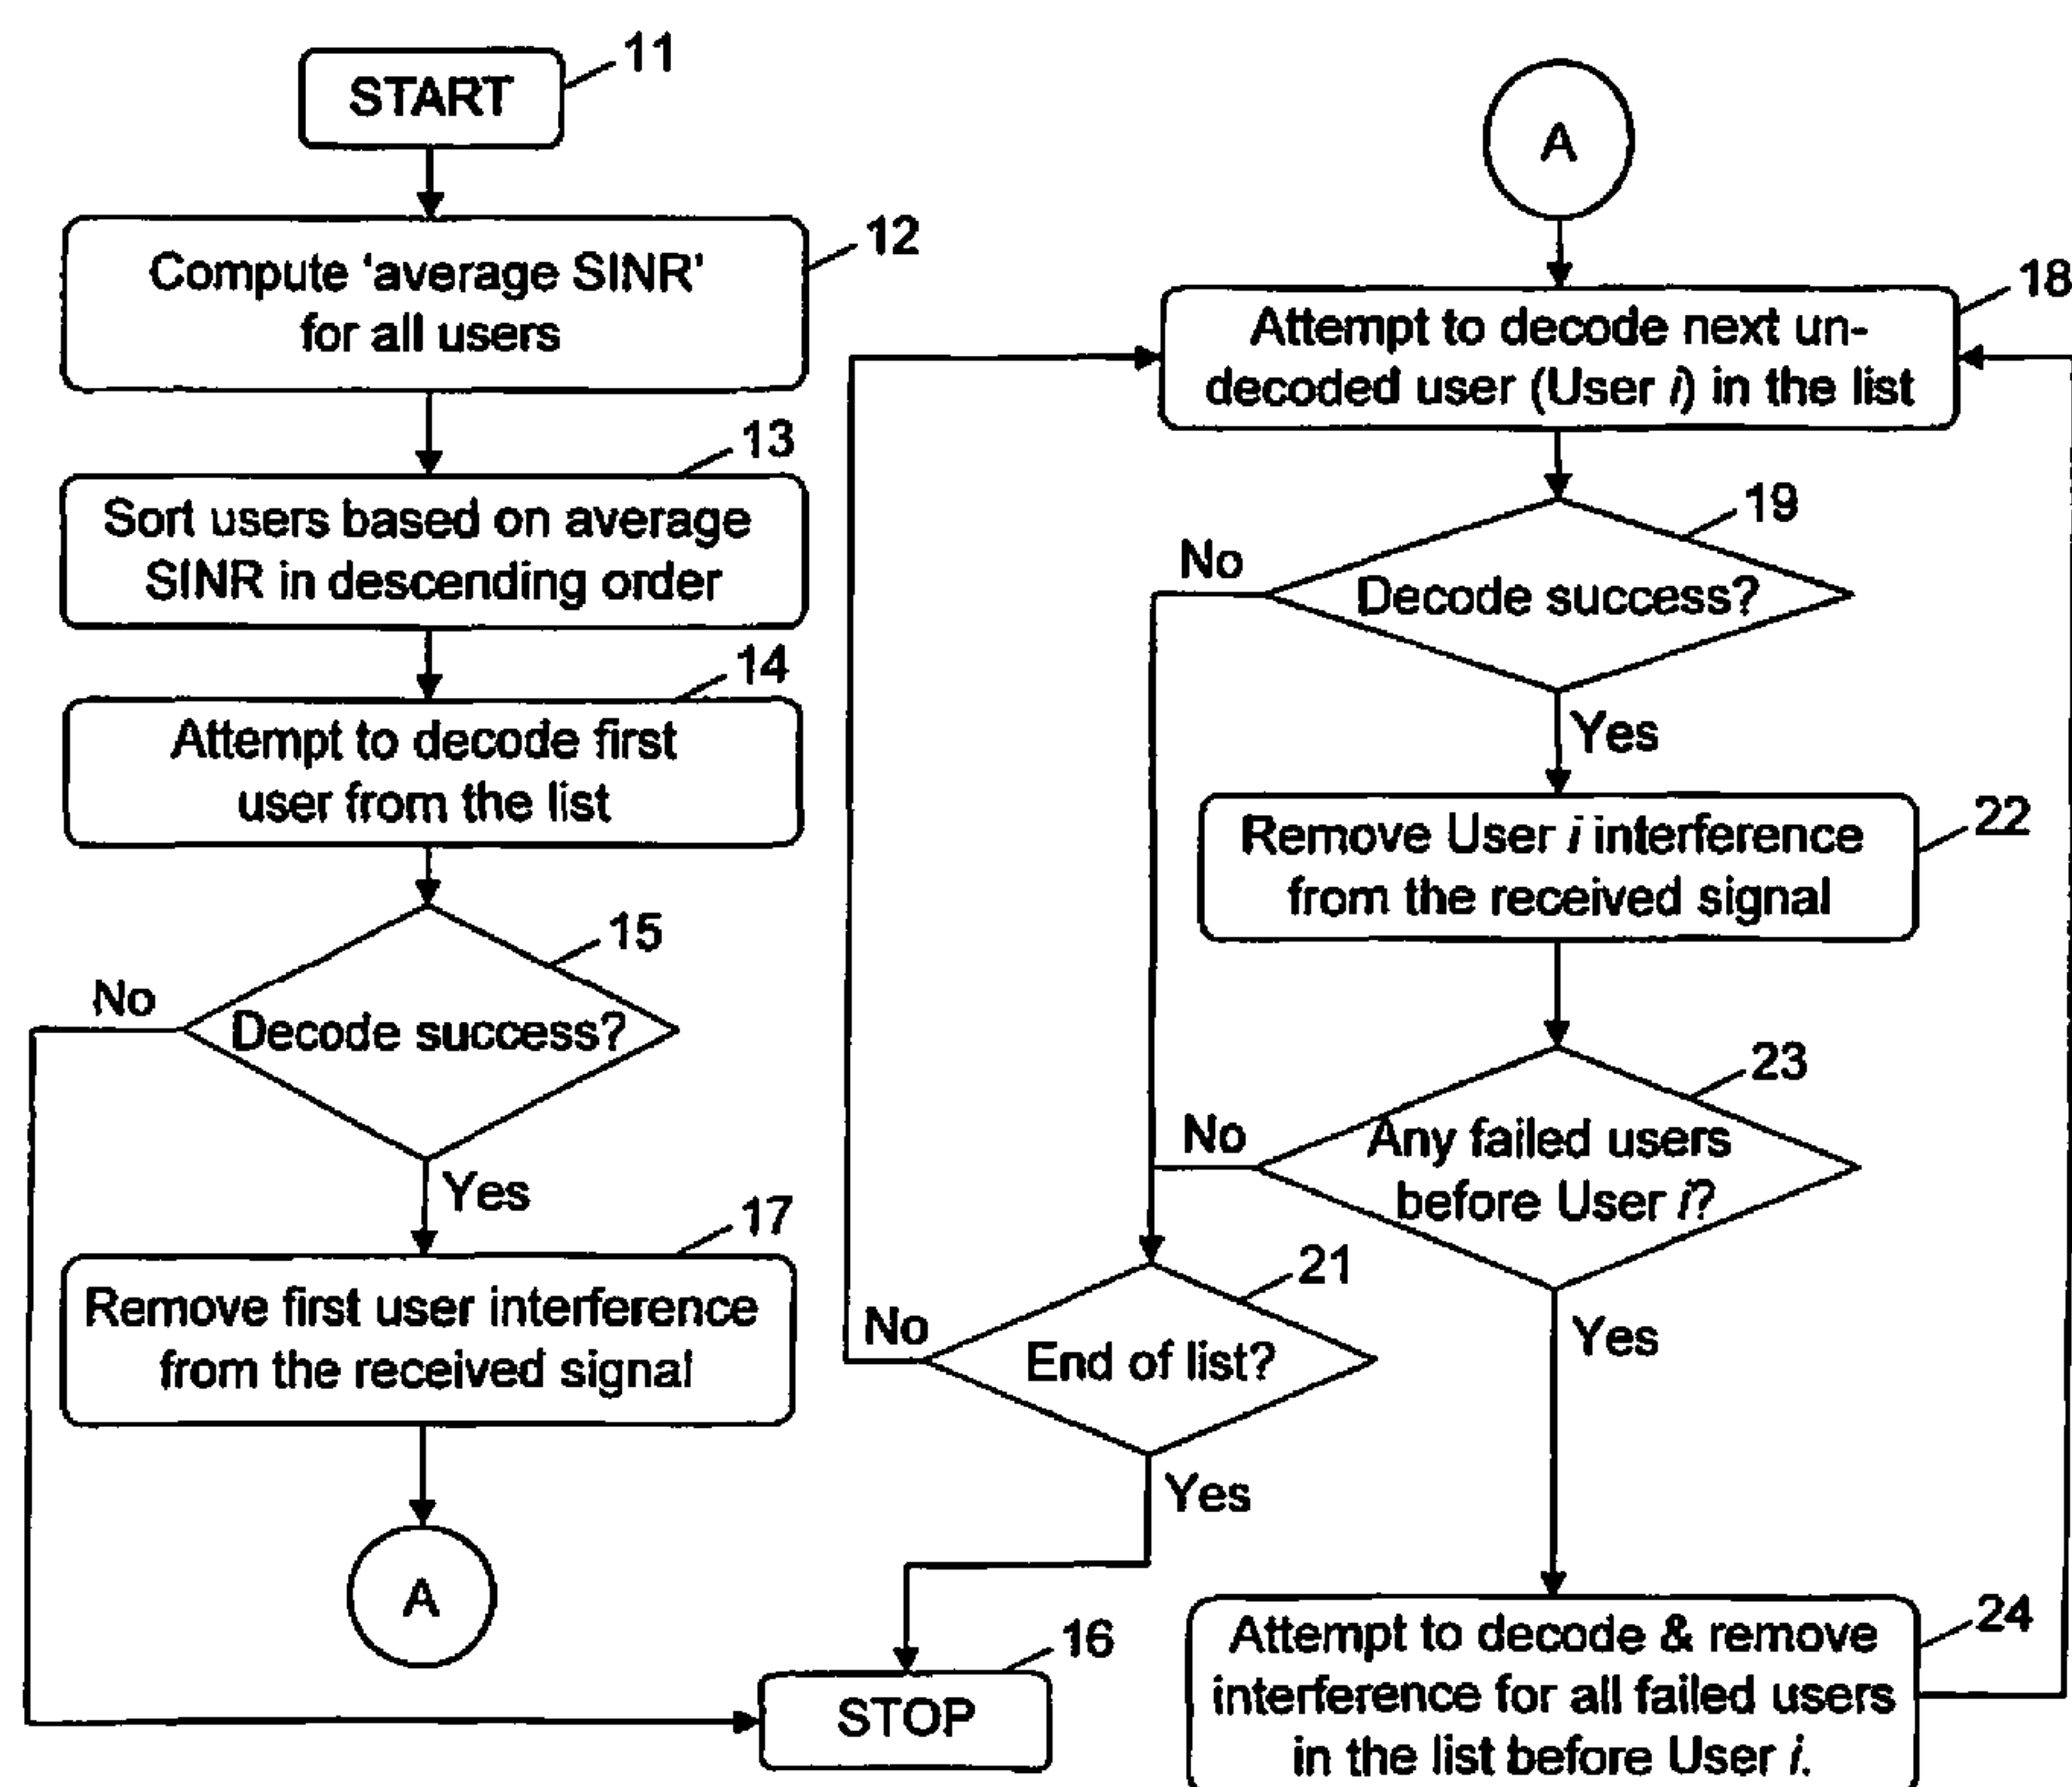 START
11
Compute 'average SINR'
for all users
12
13
Sort users based on average
SINR in descending order
14
Attempt to decode first
user from the list
15
No
Decode success?
Yes
17
Remove first user interference
from the received signal
A
16
STOP
A
18
Attempt to decode next un-
decoded user (User i) in the list
19
No
Decode success?
Yes
22
Remove User i interference
from the received signal
23
No
Any failed users
before User i?
Yes
21
No
End of list?
Yes
24
Attempt to decode & remove
interference for all failed users
in the list before User i.